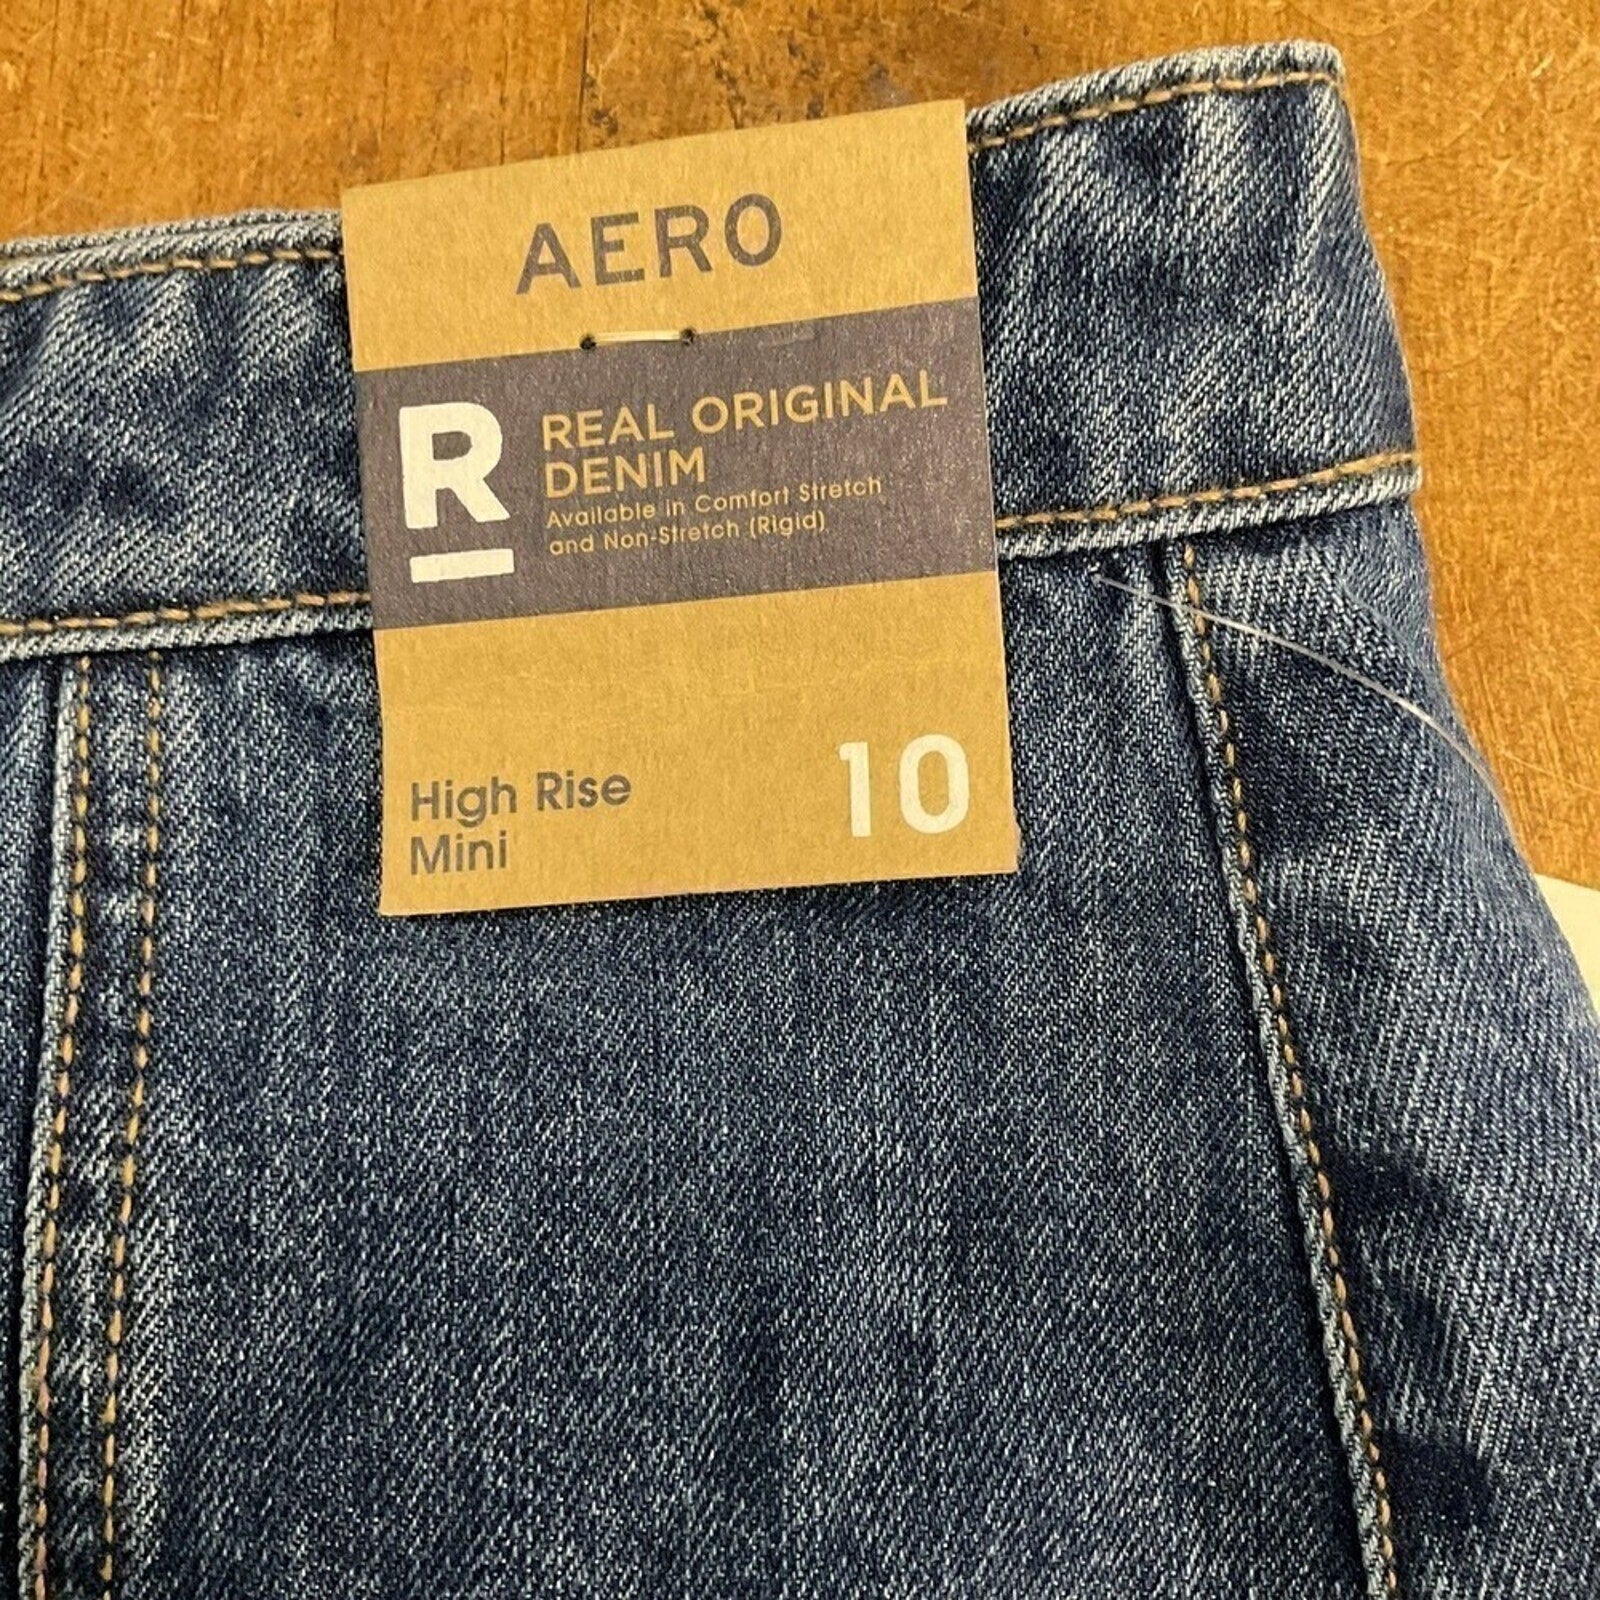 AERO
R
REAL ORIGINAL
DENIM
Available in Comfort Stretch
and Non-Stretch (Rigid)
High Rise
Mini
10